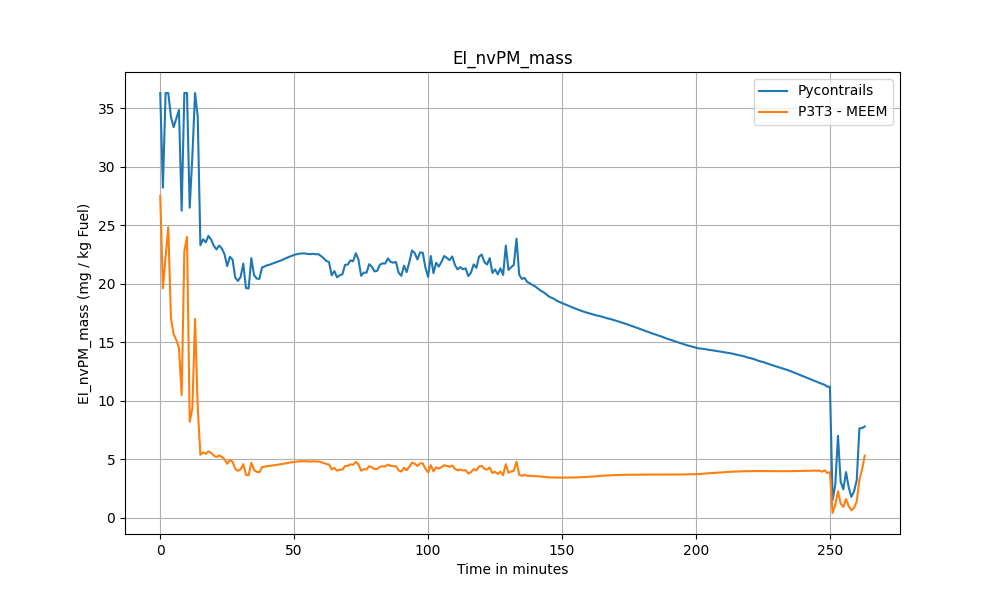 EI_nvPM_mass
Pycontrails
P3T3 - MEEM
EI_nvPM_mass (mg / kg Fuel)
35
30
25
20
15
10
5
0
0 50 100 150 200 250
Time in minutes